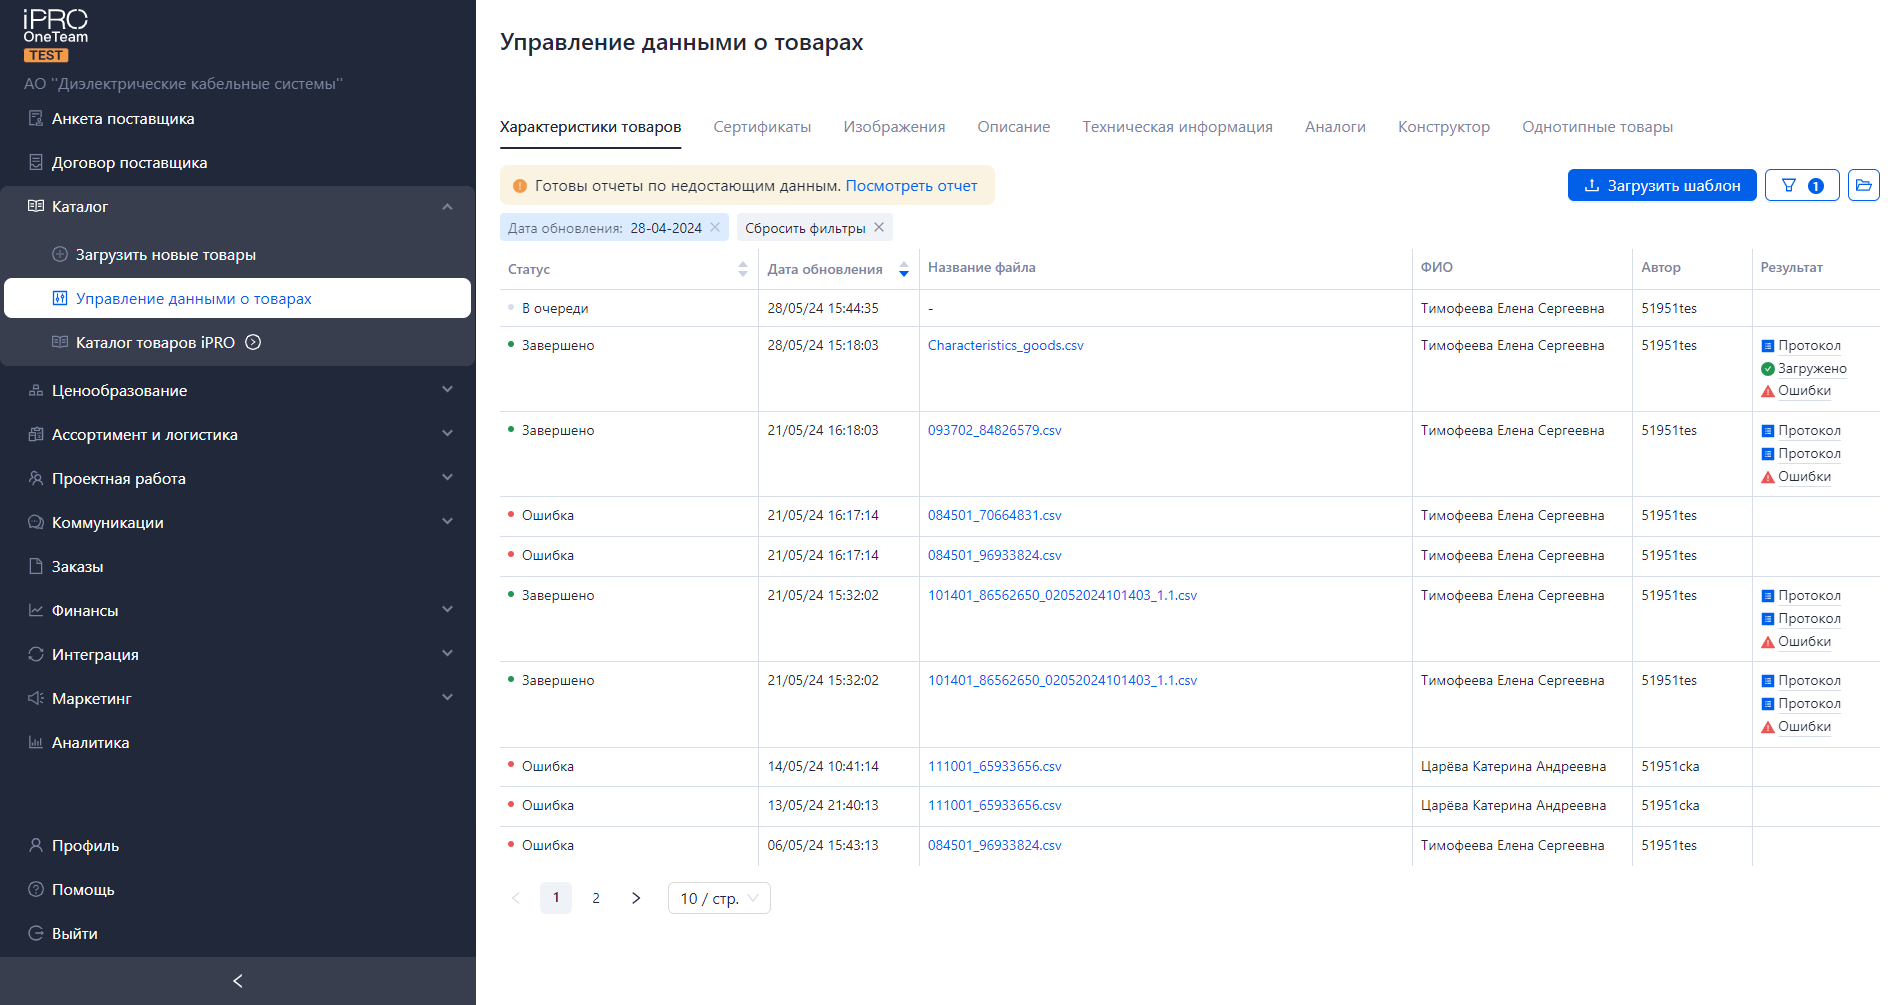 iPRO
OneTeam
TEST
АО "Диэлектрические кабельные системы"
Анкета поставщика
Договор поставщика
Каталог
Загрузить новые товары
Управление данными о товарах
Каталог товаров iPRO
Ценообразование
Ассортимент и логистика
Проектная работа
Коммуникации
Заказы
Финансы
Интеграция
Маркетинг
Аналитика
Профиль
Помощь
Выйти
Управление данными о товарах
Характеристики товаров Сертификаты Изображения Описание Техническая информация Аналоги Конструктор Однотипные товары
Готовы отчеты по недостающим данным. Посмотреть отчет
Загрузить шаблон 1
Дата обновления: 28-04-2024 Сбросить фильтры
Статус Дата обновления Название файла ФИО Автор Результат
В очереди 28/05/24 15:44:35 - Тимофеева Елена Сергеевна 51951tes
Завершено 28/05/24 15:18:03 Characteristics_goods.csv Тимофеева Елена Сергеевна 51951tes Протокол
Загружено
Ошибки
Завершено 21/05/24 16:18:03 093702_84826579.csv Тимофеева Елена Сергеевна 51951tes Протокол
Протокол
Ошибки
Ошибка 21/05/24 16:17:14 084501_70664831.csv Тимофеева Елена Сергеевна 51951tes
Ошибка 21/05/24 16:17:14 084501_96933824.csv Тимофеева Елена Сергеевна 51951tes
Завершено 21/05/24 15:32:02 101401_86562650_02052024101403_1.1.csv Тимофеева Елена Сергеевна 51951tes Протокол
Протокол
Ошибки
Завершено 21/05/24 15:32:02 101401_86562650_02052024101403_1.1.csv Тимофеева Елена Сергеевна 51951tes Протокол
Протокол
Ошибки
Ошибка 14/05/24 10:41:14 111001_65933656.csv Царёва Катерина Андреевна 51951cka
Ошибка 13/05/24 21:40:13 111001_65933656.csv Царёва Катерина Андреевна 51951cka
Ошибка 06/05/24 15:43:13 084501_96933824.csv Тимофеева Елена Сергеевна 51951tes
1 2 10 / стр.